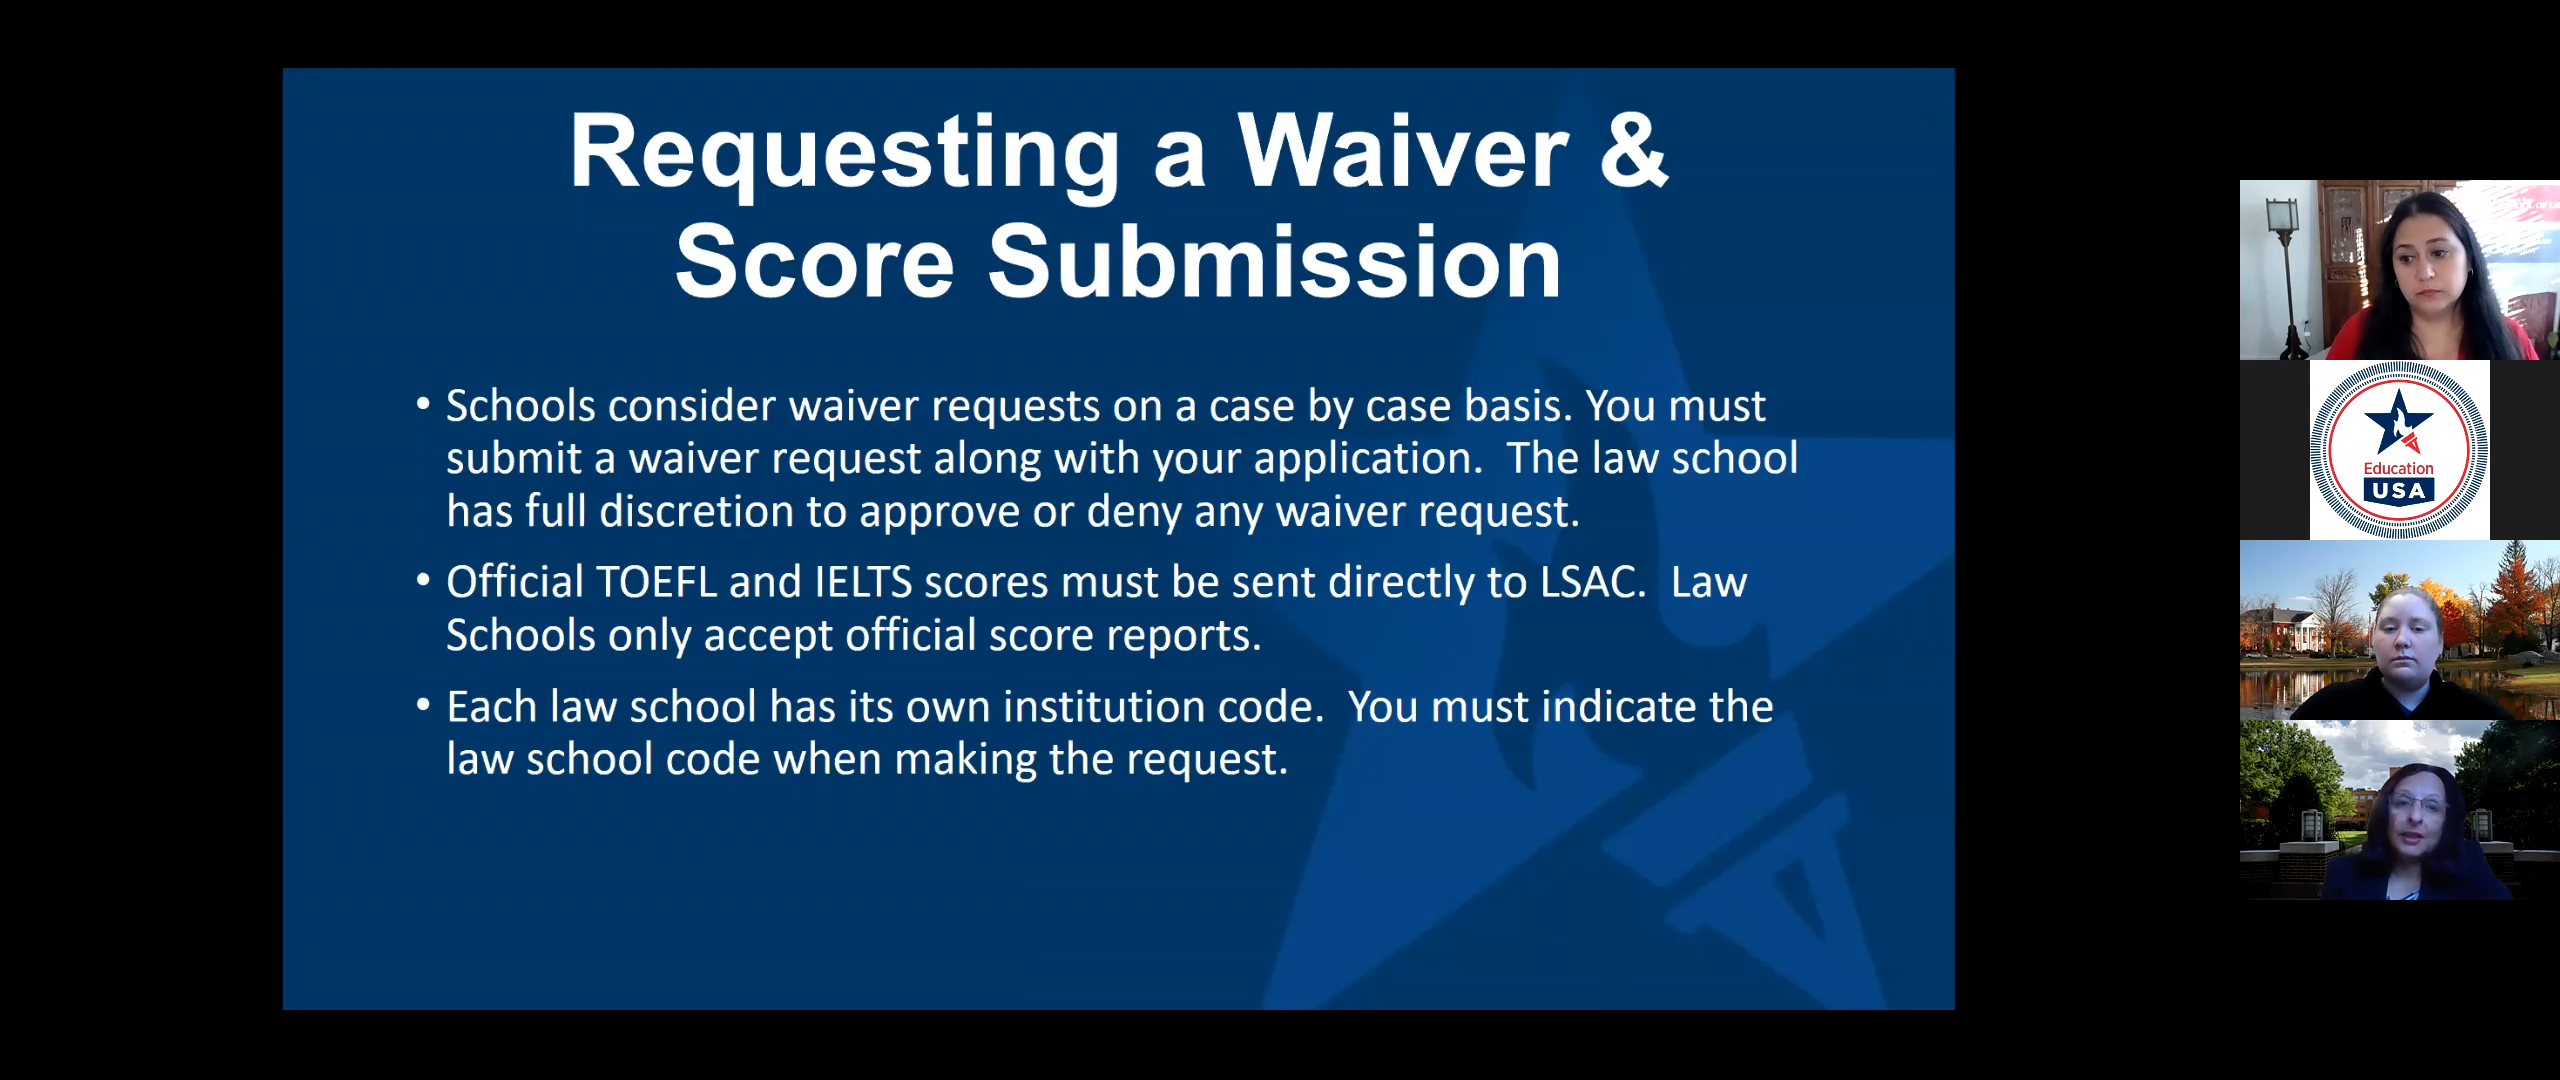 Requesting a Waiver &
Score Submission
• Schools consider waiver requests on a case by case basis. You must
submit a waiver request along with your application.  The law school
has full discretion to approve or deny any waiver request.
• Official TOEFL and IELTS scores must be sent directly to LSAC.  Law
Schools only accept official score reports.
• Each law school has its own institution code.  You must indicate the
law school code when making the request.
Education
USA